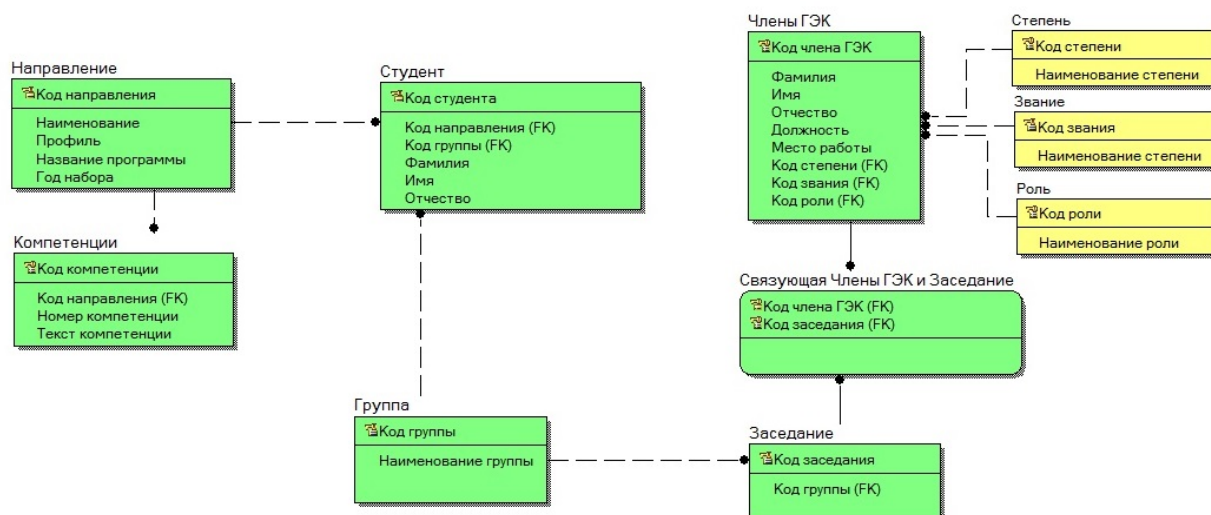 Направление
Код направления
Наименование
Профиль
Название программы
Год набора
Компетенции
Код компетенции
Код направления (FK)
Номер компетенции
Текст компетенции
Студент
Код студента
Код направления (FK)
Код группы (FK)
Фамилия
Имя
Отчество
Группа
Код группы
Наименование группы
Члены ГЭК
Код члена ГЭК
Фамилия
Имя
Отчество
Должность
Место работы
Код степени (FK)
Код звания (FK)
Код роли (FK)
Связующая Члены ГЭК и Заседание
Код члена ГЭК (FK)
Код заседания (FK)
Заседание
Код заседания
Код группы (FK)
Степень
Код степени
Наименование степени
Звание
Код звания
Наименование степени
Роль
Код роли
Наименование роли